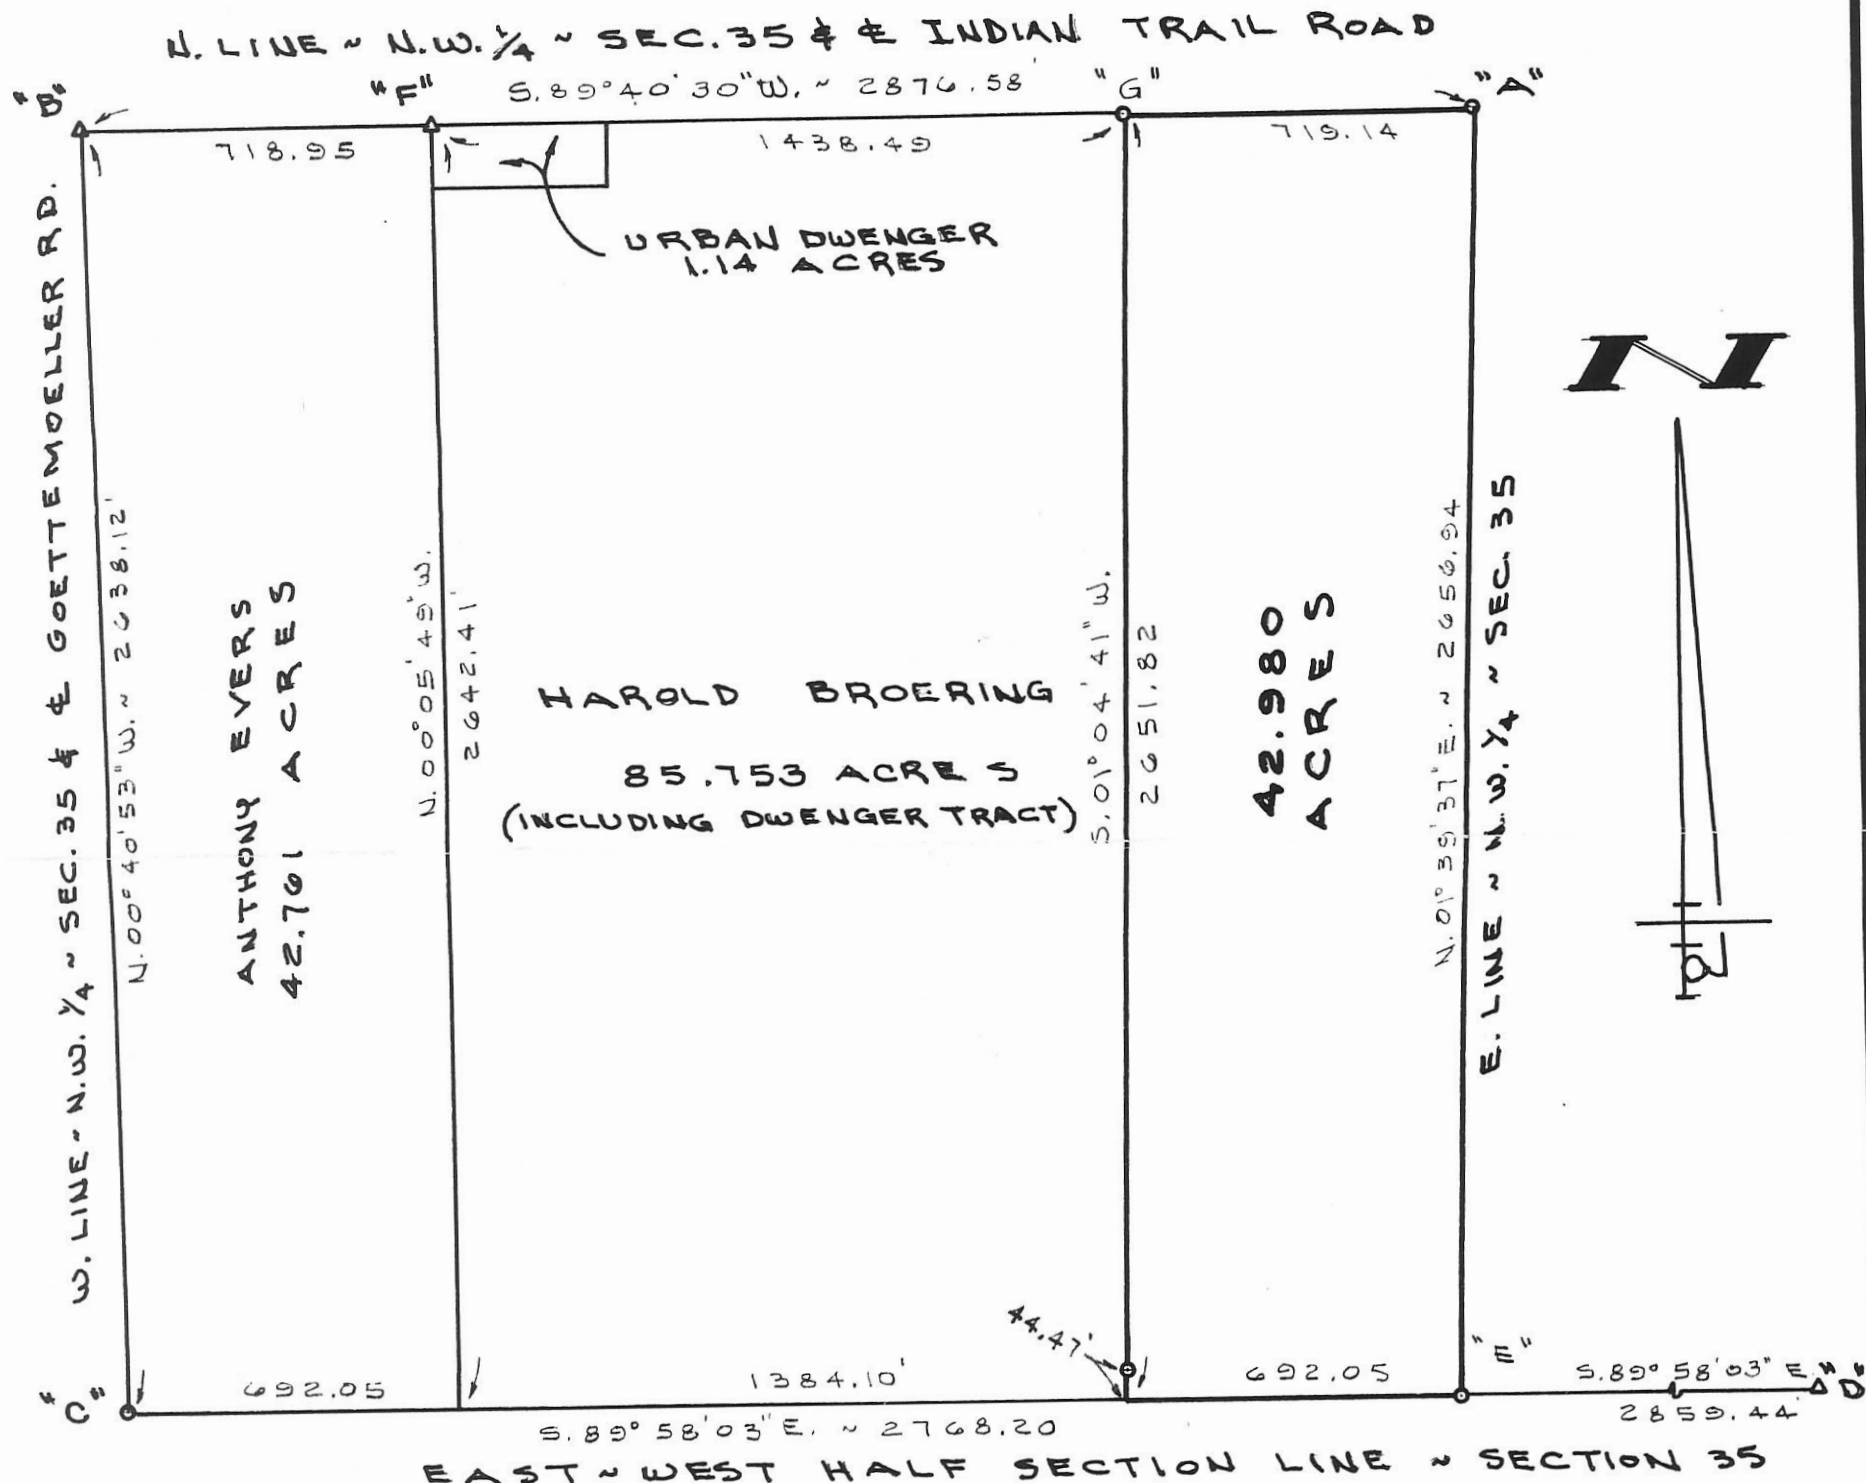 N. LINE ~ N.W. ¼ ~ SEC. 35 & ℄ INDIAN TRAIL ROAD
S. 89° 40' 30" W. ~ 2876.58'
"B"
"F"
"G"
"A"
718.95
1438.49
719.14
URBAN DWENGER
1.14 ACRES
W. LINE ~ N.W. ¼ ~ SEC. 35 & ℄ GOETTEMOELLER RD.
N. 00° 40' 53" W. ~ 2638.12'
ANTHONY EVERS
42.761 ACRES
N. 00° 05' 49" W.
2642.41'
HAROLD BROERING
85.753 ACRES
(INCLUDING DWENGER TRACT)
S. 01° 04' 41" W.
2651.82
42.980
ACRES
N. 01° 39' 37" E. ~ 2656.94
E. LINE ~ N.W. ¼ ~ SEC. 35
N
44.47'
"C"
692.05
1384.10'
692.05
"E"
S. 89° 58' 03" E.
"D"
2859.44
S. 89° 58' 03" E. ~ 2768.20
EAST ~ WEST HALF SECTION LINE ~ SECTION 35